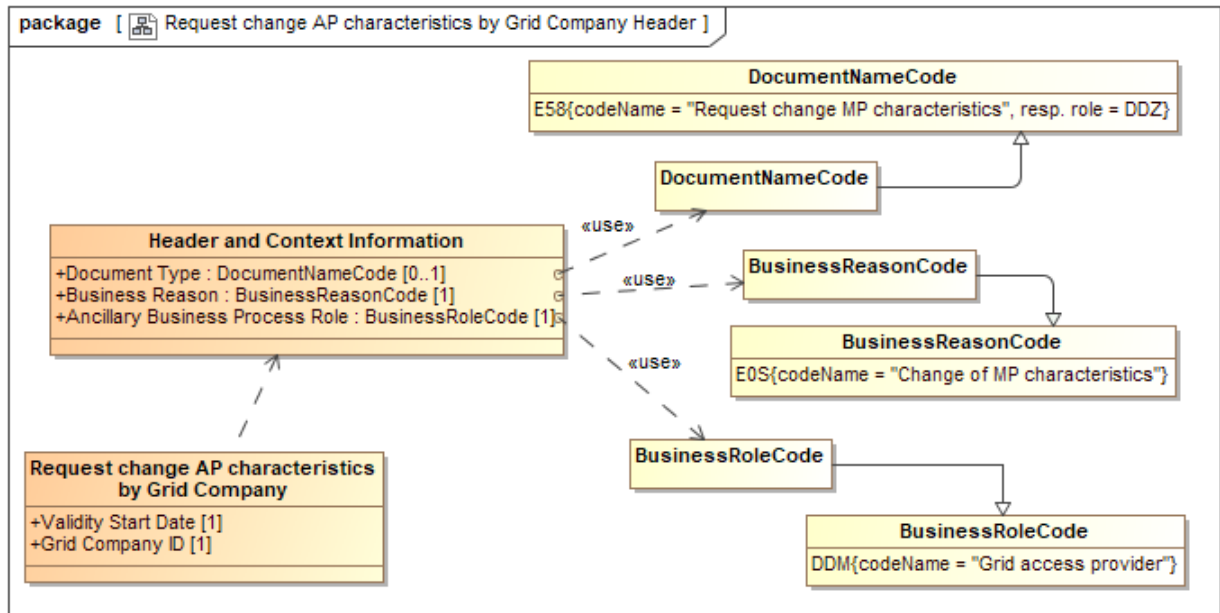 package [ Request change AP characteristics by Grid Company Header ]
DocumentNameCode
E58{codeName = "Request change MP characteristics", resp. role = DDZ}
DocumentNameCode
«use»
Header and Context Information
+Document Type : DocumentNameCode [0..1]
+Business Reason : BusinessReasonCode [1]
+Ancillary Business Process Role : BusinessRoleCode [1]
«use»
BusinessReasonCode
BusinessReasonCode
E0S{codeName = "Change of MP characteristics"}
«use»
BusinessRoleCode
Request change AP characteristics
by Grid Company
+Validity Start Date [1]
+Grid Company ID [1]
BusinessRoleCode
DDM{codeName = "Grid access provider"}